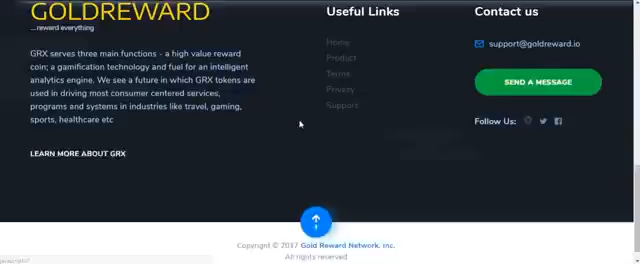 GOLDREWARD
...reward everything
GRX serves three main functions - a high value reward
coin; a gamification technology and fuel for an intelligent
analytics engine. We see a future in which GRX tokens are
used in driving most consumer centered services,
programs and systems in industries like travel, gaming,
sports, healthcare etc
LEARN MORE ABOUT GRX
Useful Links
Home
Product
Terms
Privacy
Support
Contact us
support@goldreward.io
SEND A MESSAGE
Follow Us:
Copyright © 2017 Gold Reward Network, Inc.
All rights reserved